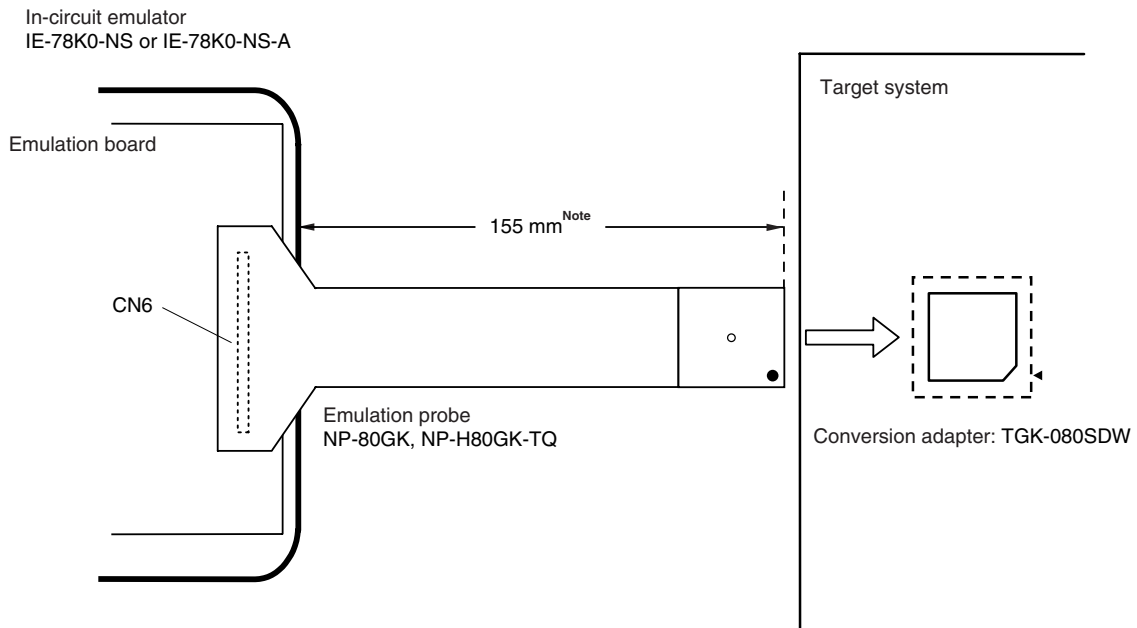 In-circuit emulator
IE-78K0-NS or IE-78K0-NS-A
Target system
Emulation board
155 mmNote
CN6
Emulation probe
NP-80GK, NP-H80GK-TQ
Conversion adapter: TGK-080SDW